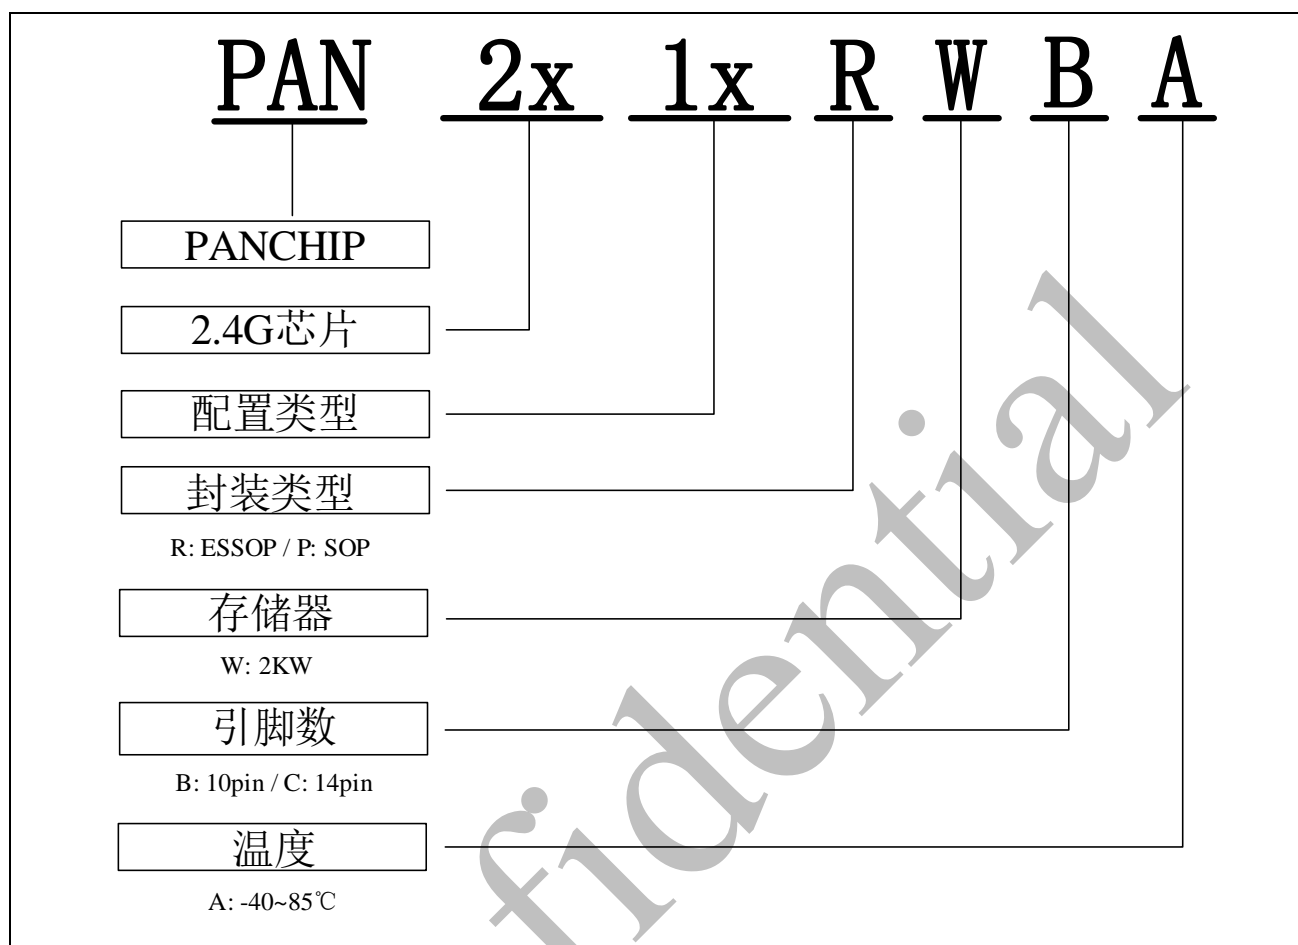 PAN 2x 1x R W B A
PANCHIP
2.4G芯片
配置类型
封装类型
R: ESSOP / P: SOP
存储器
W: 2KW
引脚数
B: 10pin / C: 14pin
温度
A: -40~85℃
fidential